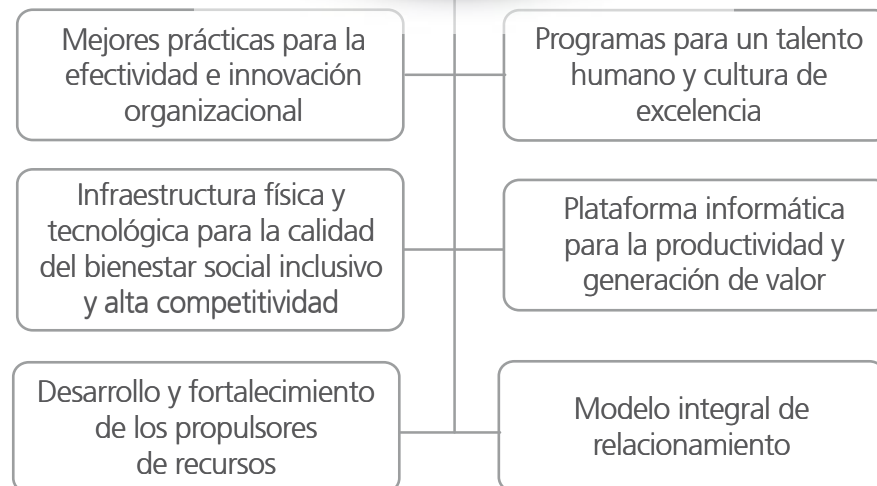 Mejores prácticas para la
efectividad e innovación
organizacional
Programas para un talento
humano y cultura de
excelencia
Infraestructura física y
tecnológica para la calidad
del bienestar social inclusivo
y alta competitividad
Plataforma informática
para la productividad y
generación de valor
Desarrollo y fortalecimiento
de los propulsores
de recursos
Modelo integral de
relacionamiento